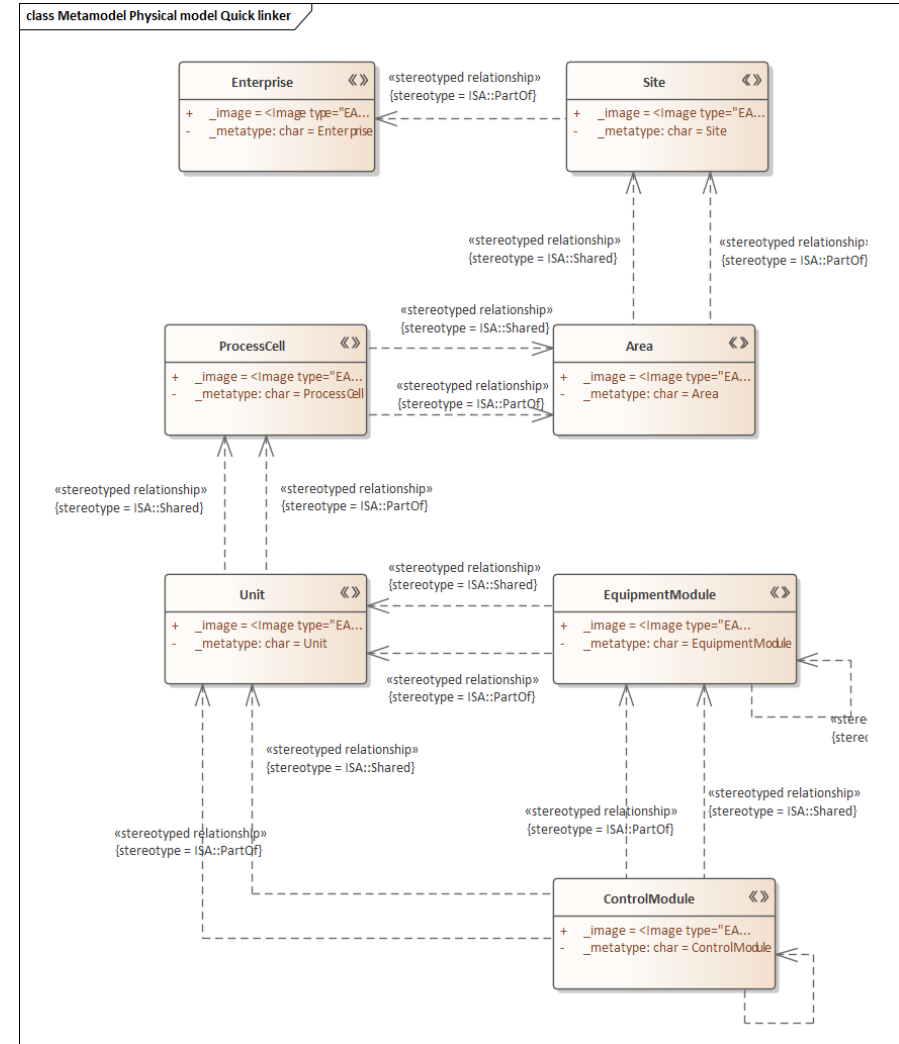 class Metamodel Physical model Quick linker
Enterprise
+ _image = <Image type="EA...
- _metatype: char = Enterprise
«stereotyped relationship»
{stereotype = ISA::PartOf}
Site
+ _image = <Image type="EA...
- _metatype: char = Site
«stereotyped relationship»
{stereotype = ISA::Shared}
«stereotyped relationship»
{stereotype = ISA::PartOf}
ProcessCell
+ _image = <Image type="EA...
- _metatype: char = ProcessCell
«stereotyped relationship»
{stereotype = ISA::Shared}
«stereotyped relationship»
{stereotype = ISA::PartOf}
Area
+ _image = <Image type="EA...
- _metatype: char = Area
«stereotyped relationship»
{stereotype = ISA::Shared}
«stereotyped relationship»
{stereotype = ISA::PartOf}
Unit
+ _image = <Image type="EA...
- _metatype: char = Unit
«stereotyped relationship»
{stereotype = ISA::Shared}
«stereotyped relationship»
{stereotype = ISA::PartOf}
EquipmentModule
+ _image = <Image type="EA...
- _metatype: char = EquipmentModule
«stere
{stereo
«stereotyped relationship»
{stereotype = ISA::Shared}
«stereotyped relationship»
{stereotype = ISA::PartOf}
«stereotyped relationship»
{stereotype = ISA::PartOf}
«stereotyped relationship»
{stereotype = ISA::Shared}
ControlModule
+ _image = <Image type="EA...
- _metatype: char = ControlModule